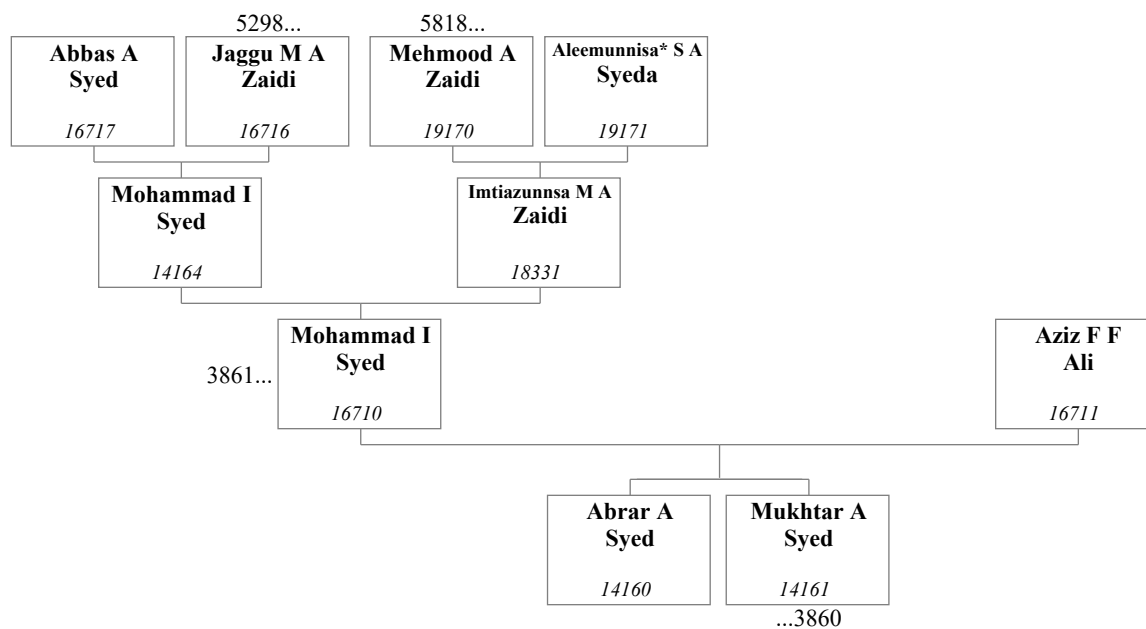 5298...
5818...
Abbas A
Syed
16717
Jaggu M A
Zaidi
16716
Mehmood A
Zaidi
19170
Aleemunnisa* S A
Syeda
19171
Mohammad I
Syed
14164
Imtiazunnsa M A
Zaidi
18331
3861...
Mohammad I
Syed
16710
Aziz F F
Ali
16711
Abrar A
Syed
14160
Mukhtar A
Syed
14161
...3860